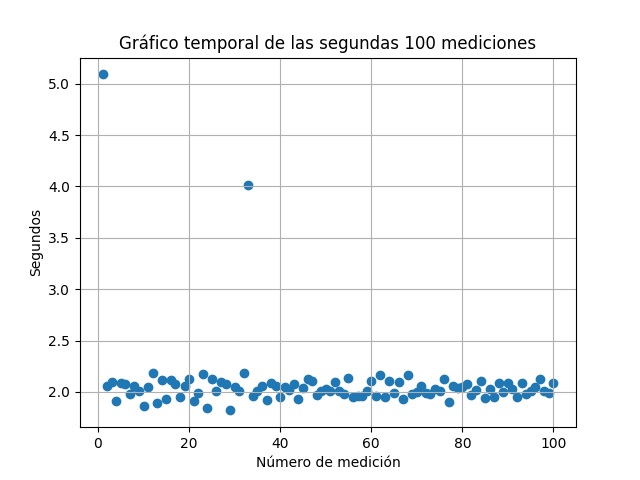 Gráfico temporal de las segundas 100 mediciones
5.0
4.5
4.0
3.5
3.0
2.5
2.0
Segundos
0 20 40 60 80 100
Número de medición